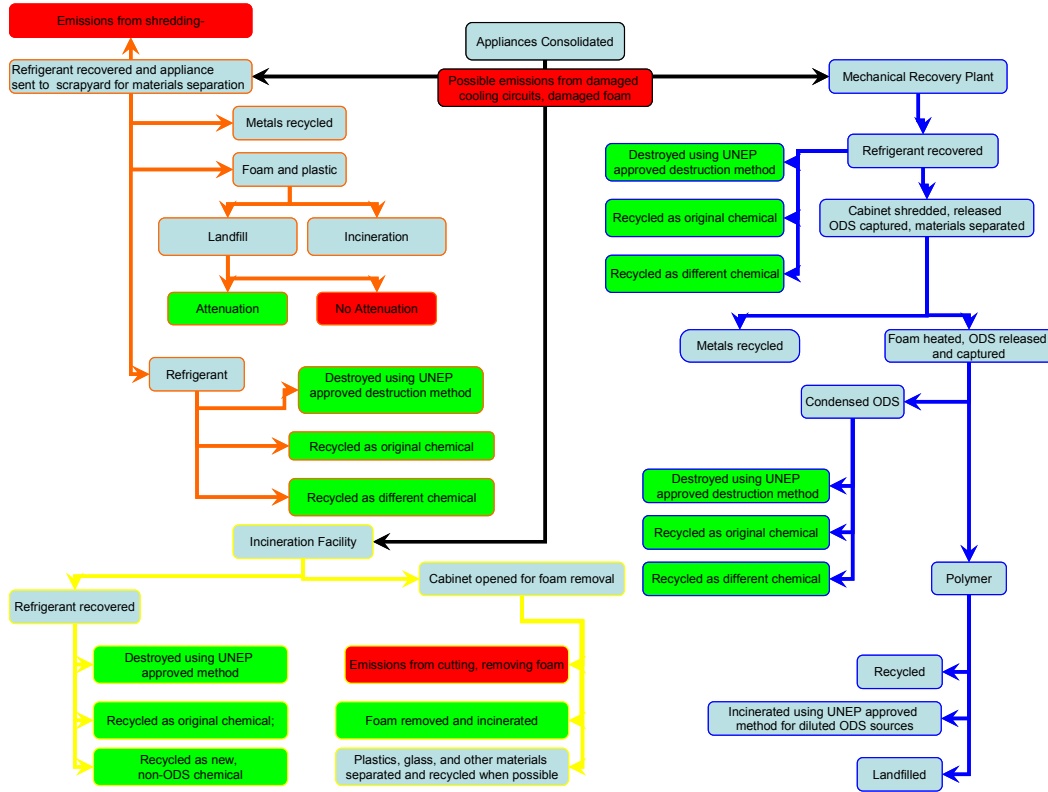 Emissions from shredding-
Appliances Consolidated
Refrigerant recovered and appliance
sent to scrapyard for materials separation
Possible emissions from damaged
cooling circuits, damaged foam
Mechanical Recovery Plant
Metals recycled
Foam and plastic
Landfill
Incineration
Attenuation
No Attenuation
Refrigerant
Destroyed using UNEP
approved destruction method
Recycled as original chemical
Recycled as different chemical
Refrigerant recovered
Destroyed using UNEP
approved destruction method
Recycled as original chemical
Recycled as different chemical
Cabinet shredded, released
ODS captured, materials separated
Metals recycled
Foam heated, ODS released
and captured
Condensed ODS
Destroyed using UNEP
approved destruction method
Recycled as original chemical
Recycled as different chemical
Polymer
Recycled
Incinerated using UNEP approved
method for diluted ODS sources
Landfilled
Incineration Facility
Refrigerant recovered
Destroyed using UNEP
approved method
Recycled as original chemical;
Recycled as new,
non-ODS chemical
Cabinet opened for foam removal
Emissions from cutting, removing foam
Foam removed and incinerated
Plastics, glass, and other materials
separated and recycled when possible